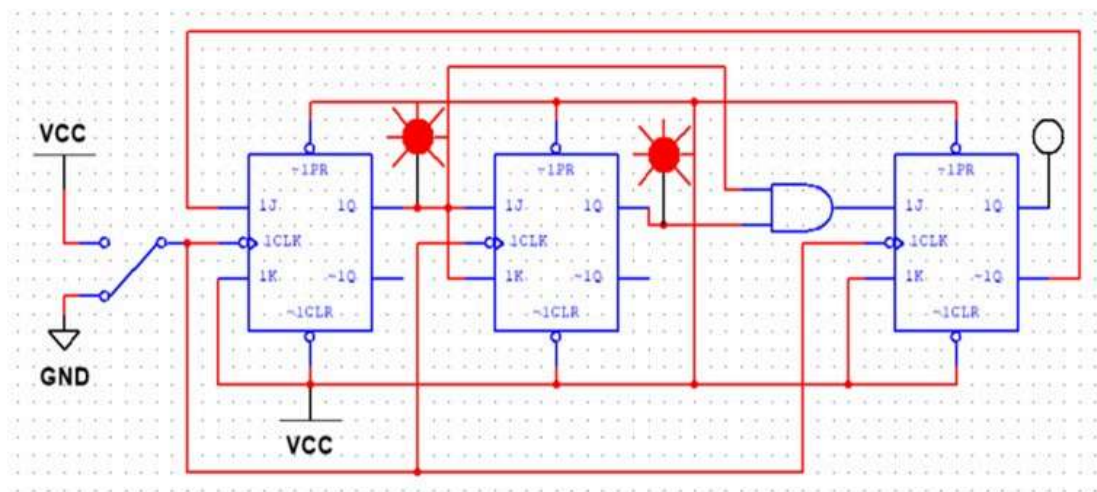 VCC
~1PR
~1PR
~1PR
1J 1Q
1J 1Q
1J 1Q
1CLK
1CLK
1CLK
1K ~1Q
1K ~1Q
1K ~1Q
~1CLR
~1CLR
~1CLR
GND
VCC